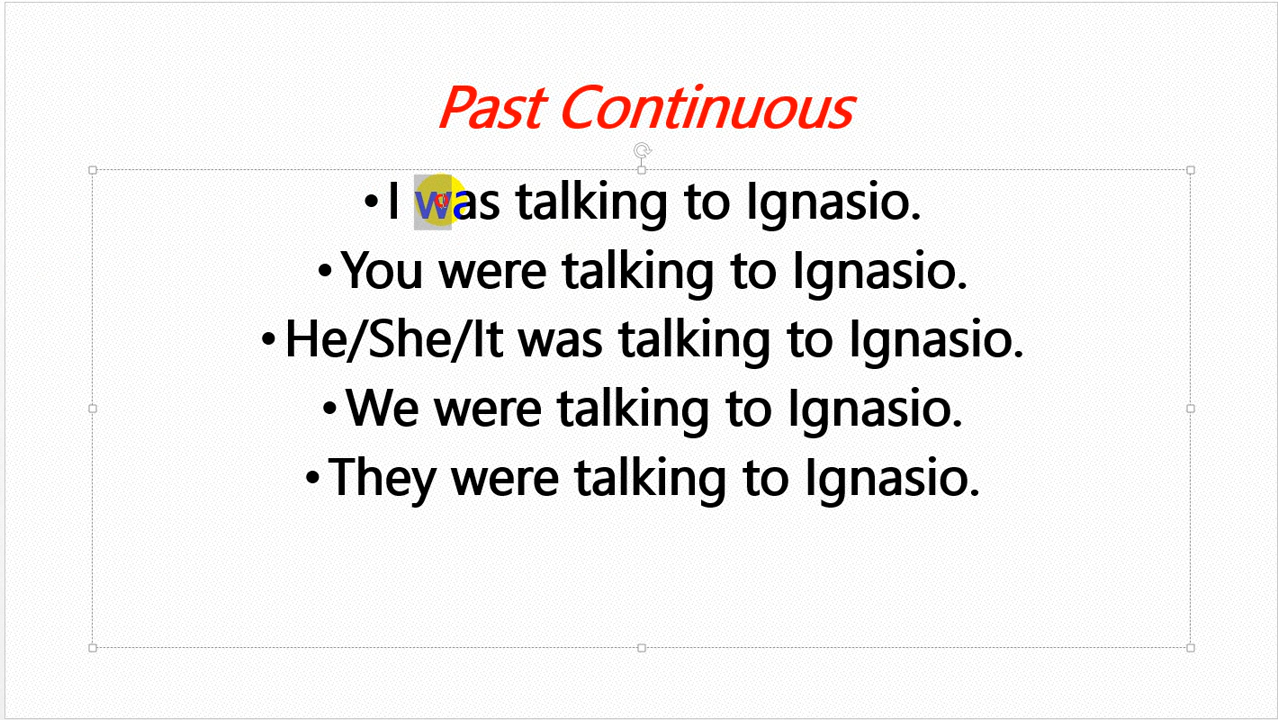 Past Continuous
• I was talking to Ignasio.
• You were talking to Ignasio.
• He/She/It was talking to Ignasio.
• We were talking to Ignasio.
• They were talking to Ignasio.